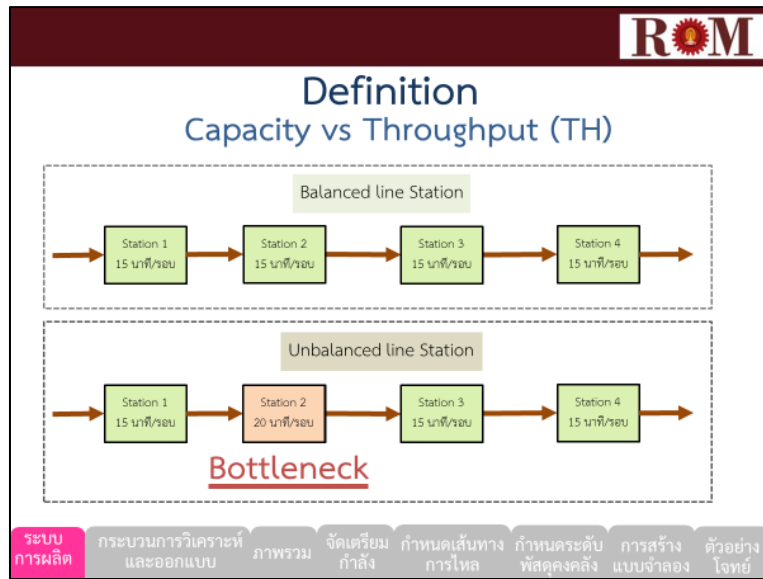 ROM
Definition
Capacity vs Throughput (TH)
Balanced line Station
Station 1
15 นาที/รอบ
Station 2
15 นาที/รอบ
Station 3
15 นาที/รอบ
Station 4
15 นาที/รอบ
Unbalanced line Station
Station 1
15 นาที/รอบ
Station 2
20 นาที/รอบ
Station 3
15 นาที/รอบ
Station 4
15 นาที/รอบ
Bottleneck
ระบบ
การผลิต
กระบวนการวิเคราะห์
และออกแบบ
ภาพรวม
จัดเตรียม
กำลัง
กำหนดเส้นทาง
การไหล
กำหนดระดับ
พัสดุคงคลัง
การสร้าง
แบบจำลอง
ตัวอย่าง
โจทย์